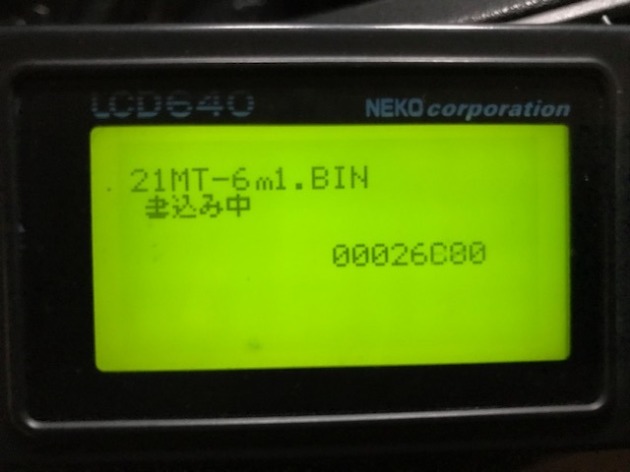 LCD640
NEKO corporation
21MT-6m1.BIN
書込み中
00026C00